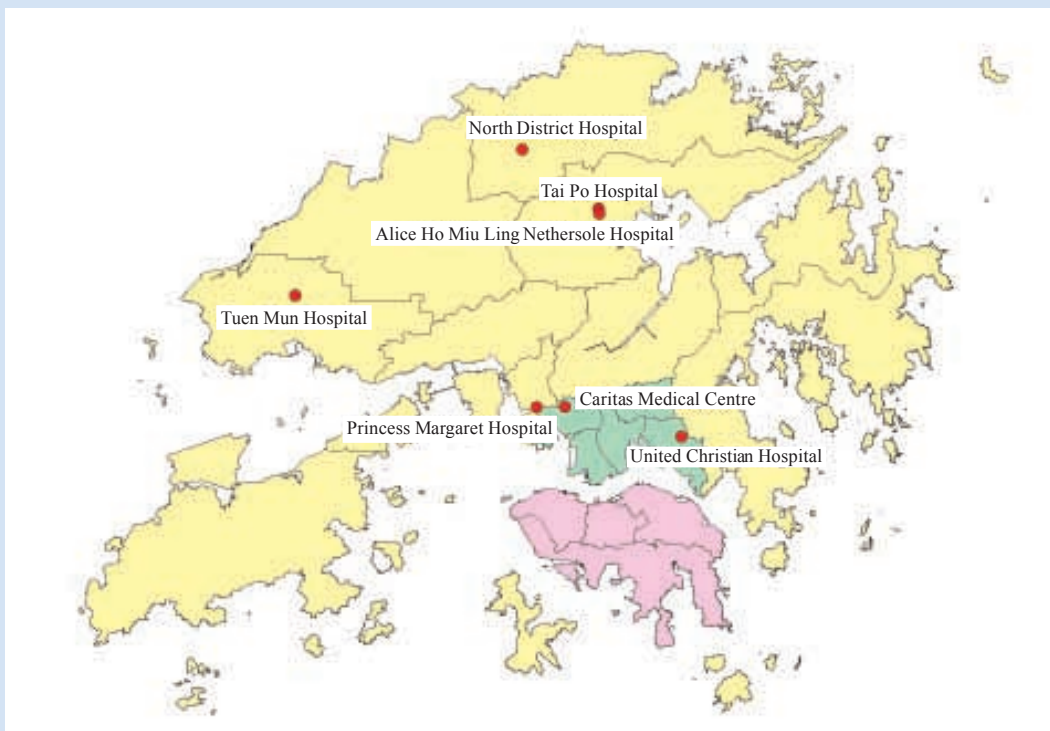 North District Hospital
Tai Po Hospital
Alice Ho Miu Ling Nethersole Hospital
Tuen Mun Hospital
Caritas Medical Centre
Princess Margaret Hospital
United Christian Hospital